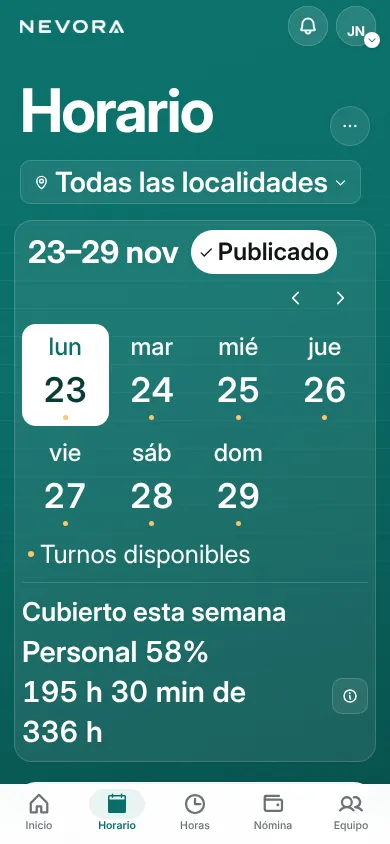 NEVORA
JN
Horario
Todas las localidades
23–29 nov
Publicado
lun
mar
mié
jue
23
24
25
26
vie
sáb
dom
27
28
29
Turnos disponibles
Cubierto esta semana
Personal 58%
195 h 30 min de
336 h
Inicio
Horario
Horas
Nómina
Equipo